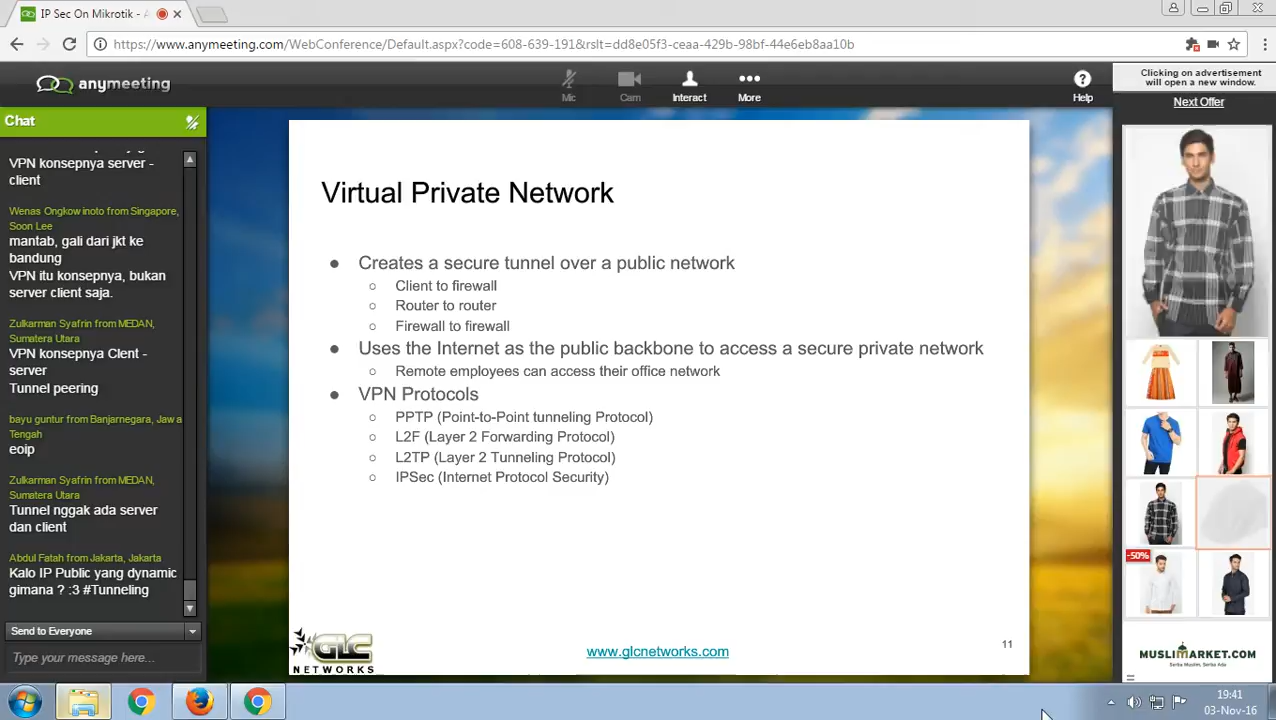 IP Sec On Mikrotik - A
https://www.anymeeting.com/WebConference/Default.aspx?code=608-639-191&rslt=dd8e05f3-ceaa-429b-98bf-44e6eb8aa10b
anymeeting
Mic
Cam
Interact
More
Help
Clicking on advertisement
will open a new window.
Next Offer
Chat
VPN konsepnya server -
client
Wenas Ongkowinoto from Singapore,
Soon Lee
mantab, gali dari jkt ke
bandung
VPN itu konsepnya, bukan
server client saja.
Zulkarman Syafrin from MEDAN,
Sumatera Utara
VPN konsepnya Clent -
server
Tunnel peering
bayu guntur from Banjarnegara, Jawa
Tengah
eoip
Zulkarman Syafrin from MEDAN,
Sumatera Utara
Tunnel nggak ada server
dan client
Abdul Fatah from Jakarta, Jakarta
Kalo IP Public yang dynamic
gimana ? :3 #Tunneling
Send to Everyone
Type your message here...
Virtual Private Network
● Creates a secure tunnel over a public network
○ Client to firewall
○ Router to router
○ Firewall to firewall
● Uses the Internet as the public backbone to access a secure private network
○ Remote employees can access their office network
● VPN Protocols
○ PPTP (Point-to-Point tunneling Protocol)
○ L2F (Layer 2 Forwarding Protocol)
○ L2TP (Layer 2 Tunneling Protocol)
○ IPSec (Internet Protocol Security)
GLC
NETWORKS
www.glcnetworks.com
11
-50%
MUSLIMARKET.COM
Serba Muslim, Serba Ada
19:41
03-Nov-16